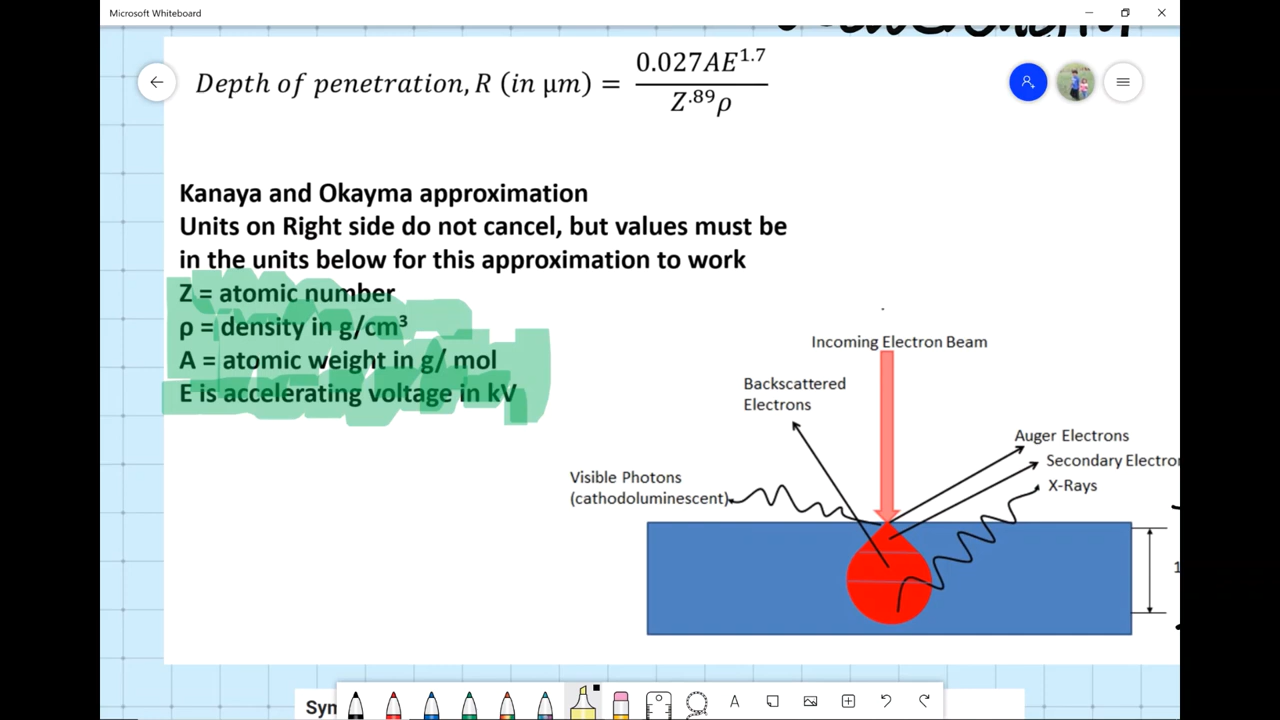 Microsoft Whiteboard
Depth of penetration, R (in μm) = 0.027AE^1.7 / Z^.89ρ
Kanaya and Okayma approximation
Units on Right side do not cancel, but values must be
in the units below for this approximation to work
Z = atomic number
ρ = density in g/cm³
A = atomic weight in g/ mol
E is accelerating voltage in kV
Incoming Electron Beam
Backscattered
Electrons
Auger Electrons
Secondary Electro
X-Rays
Visible Photons
(cathodoluminescent)
1
Sym
A